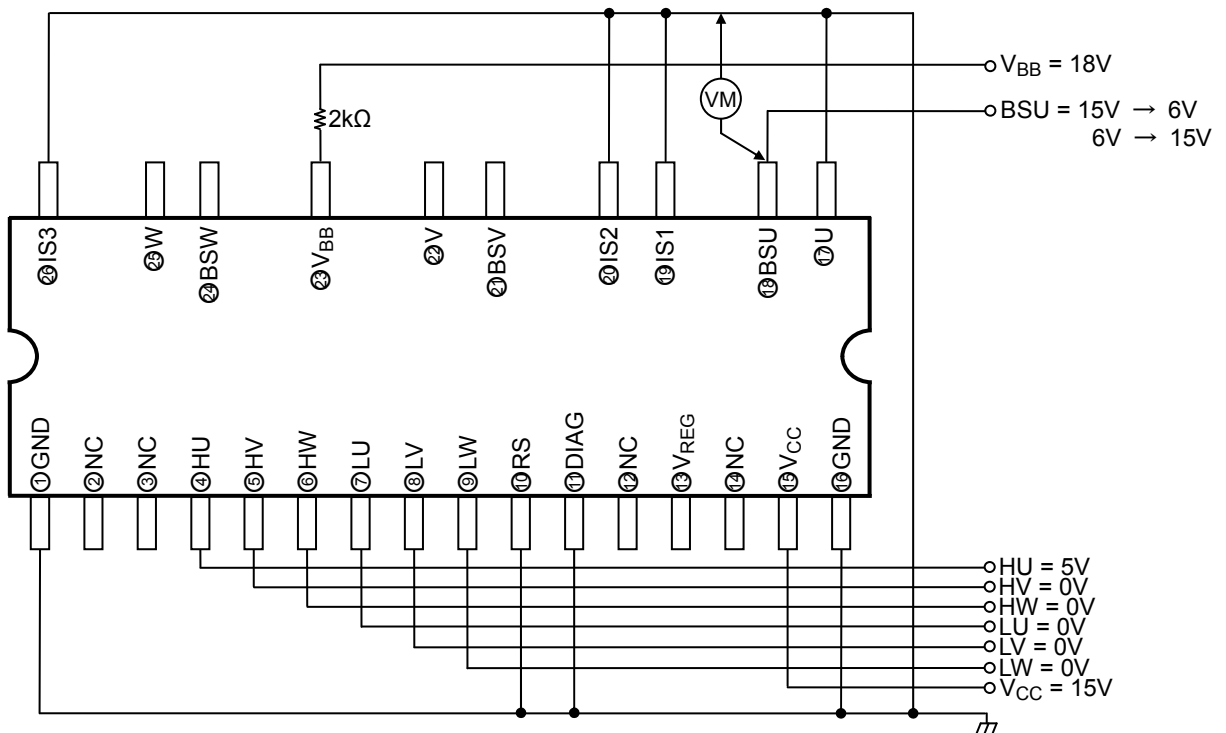 V_BB = 18V
VM
BSU = 15V → 6V
6V → 15V
2kΩ
㉖IS3
㉕W
㉔BSW
㉓V_BB
㉒V
㉑BSV
⑳IS2
⑲IS1
⑱BSU
⑰U
①GND
②NC
③NC
④HU
⑤HV
⑥HW
⑦LU
⑧LV
⑨LW
⑩RS
⑪DIAG
⑫NC
⑬V_REG
⑭NC
⑮V_CC
⑯GND
HU = 5V
HV = 0V
HW = 0V
LU = 0V
LV = 0V
LW = 0V
V_CC = 15V